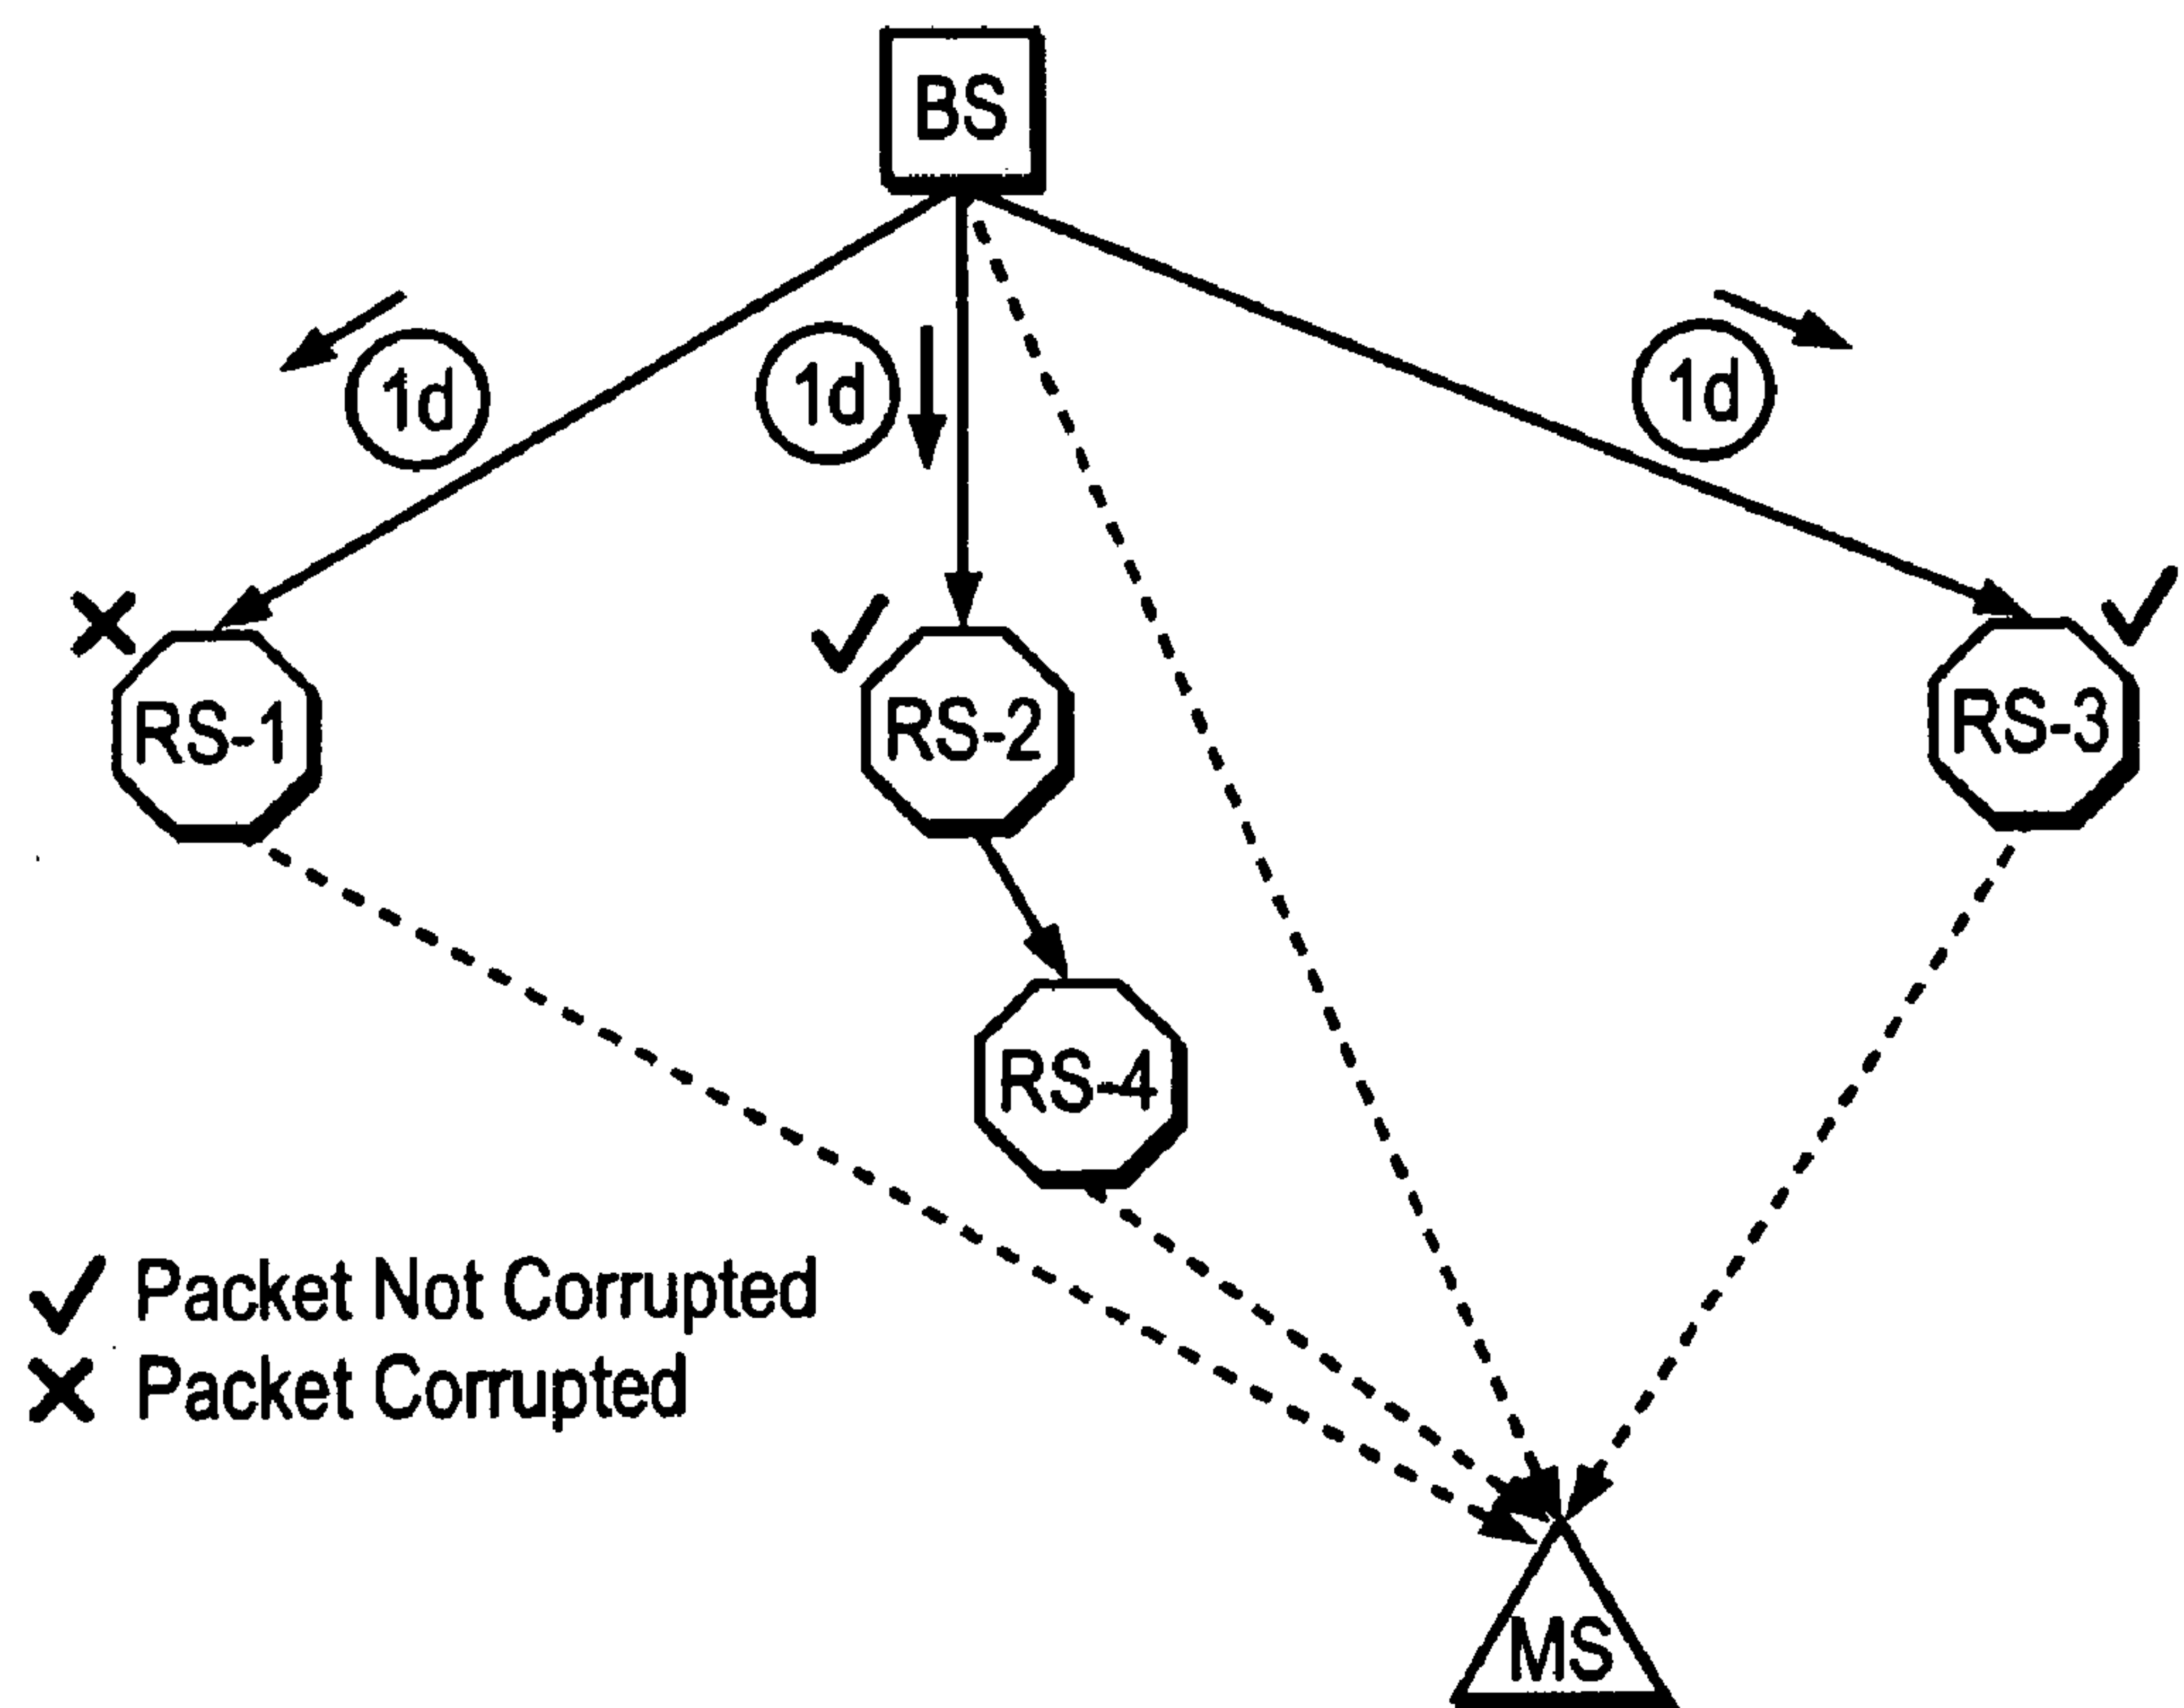 BS
1d
1d
1d
RS-1
RS-2
RS-3
RS-4
✓ Packet Not Corrupted
✕ Packet Corrupted
MS